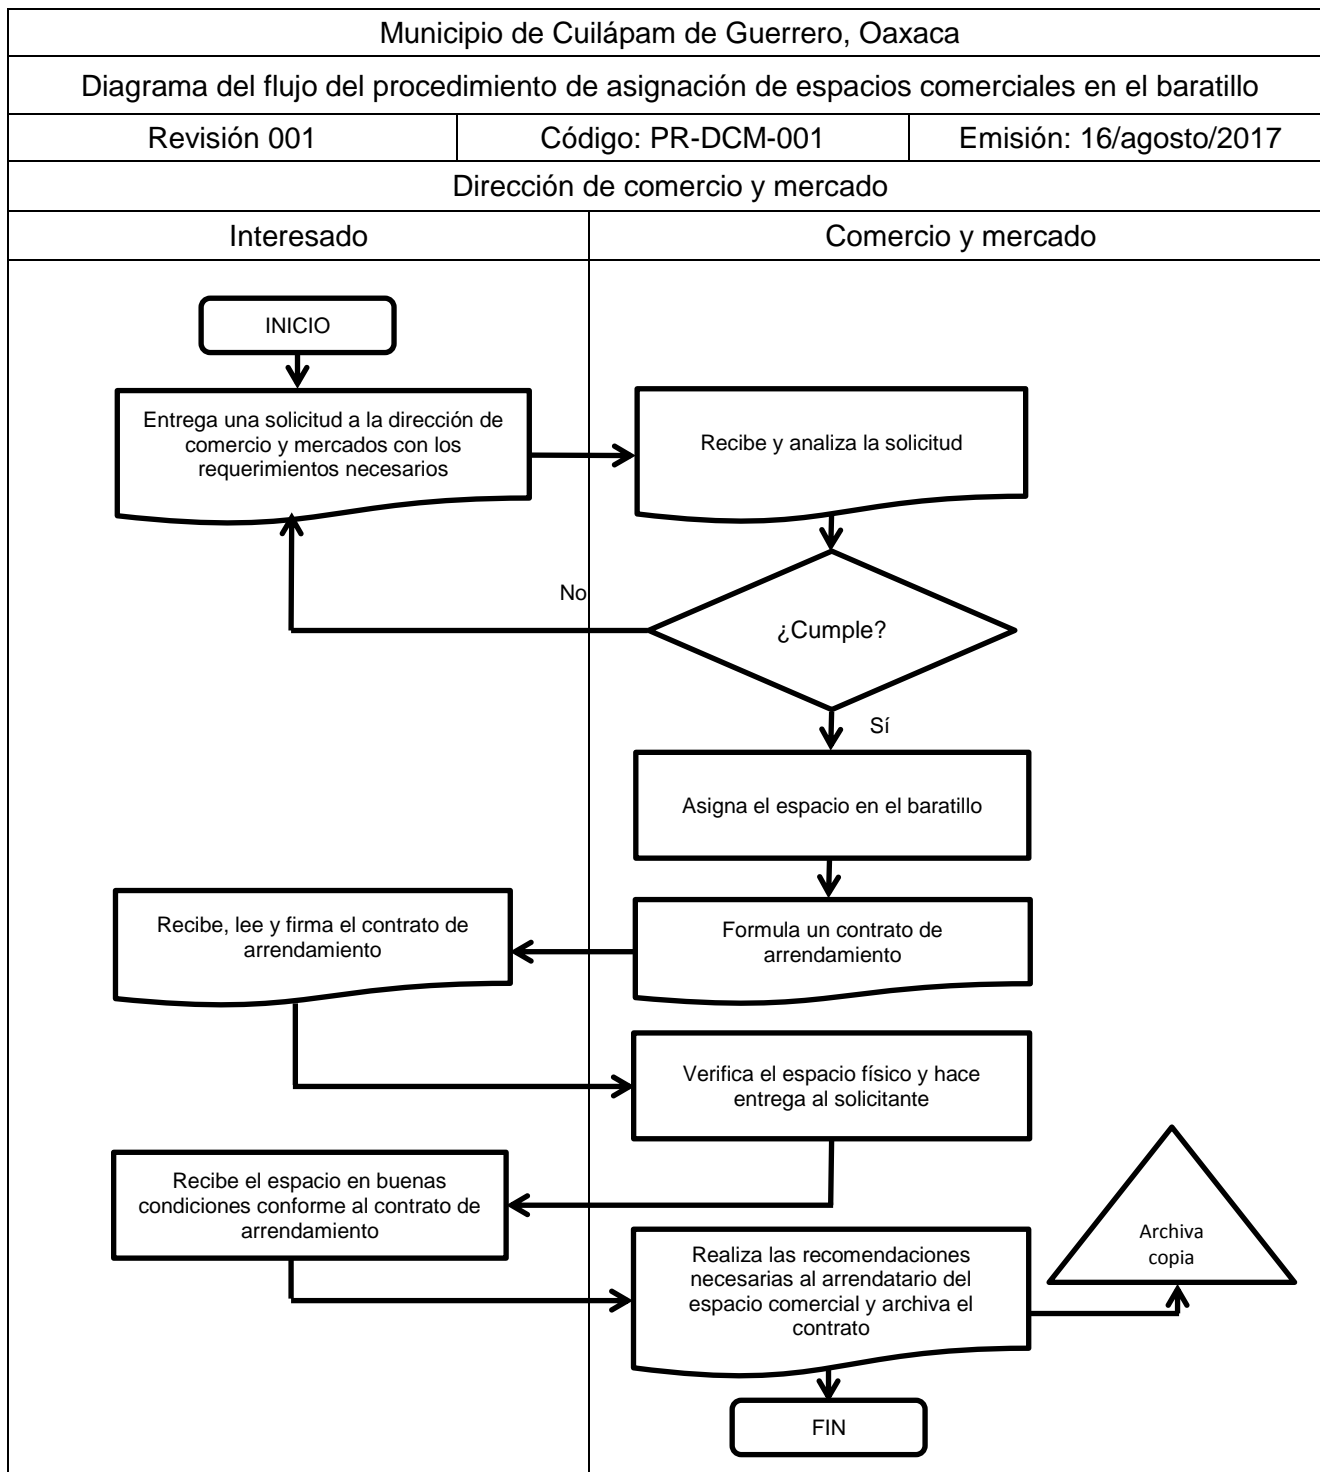 Municipio de Cuilápam de Guerrero, Oaxaca
Diagrama del flujo del procedimiento de asignación de espacios comerciales en el baratillo
Revisión 001
Código: PR-DCM-001
Emisión: 16/agosto/2017
Dirección de comercio y mercado
Interesado
Comercio y mercado
INICIO
Entrega una solicitud a la dirección de
comercio y mercados con los
requerimientos necesarios
Recibe y analiza la solicitud
No
¿Cumple?
Sí
Asigna el espacio en el baratillo
Formula un contrato de
arrendamiento
Recibe, lee y firma el contrato de
arrendamiento
Verifica el espacio físico y hace
entrega al solicitante
Recibe el espacio en buenas
condiciones conforme al contrato de
arrendamiento
Realiza las recomendaciones
necesarias al arrendatario del
espacio comercial y archiva el
contrato
Archiva
copia
FIN